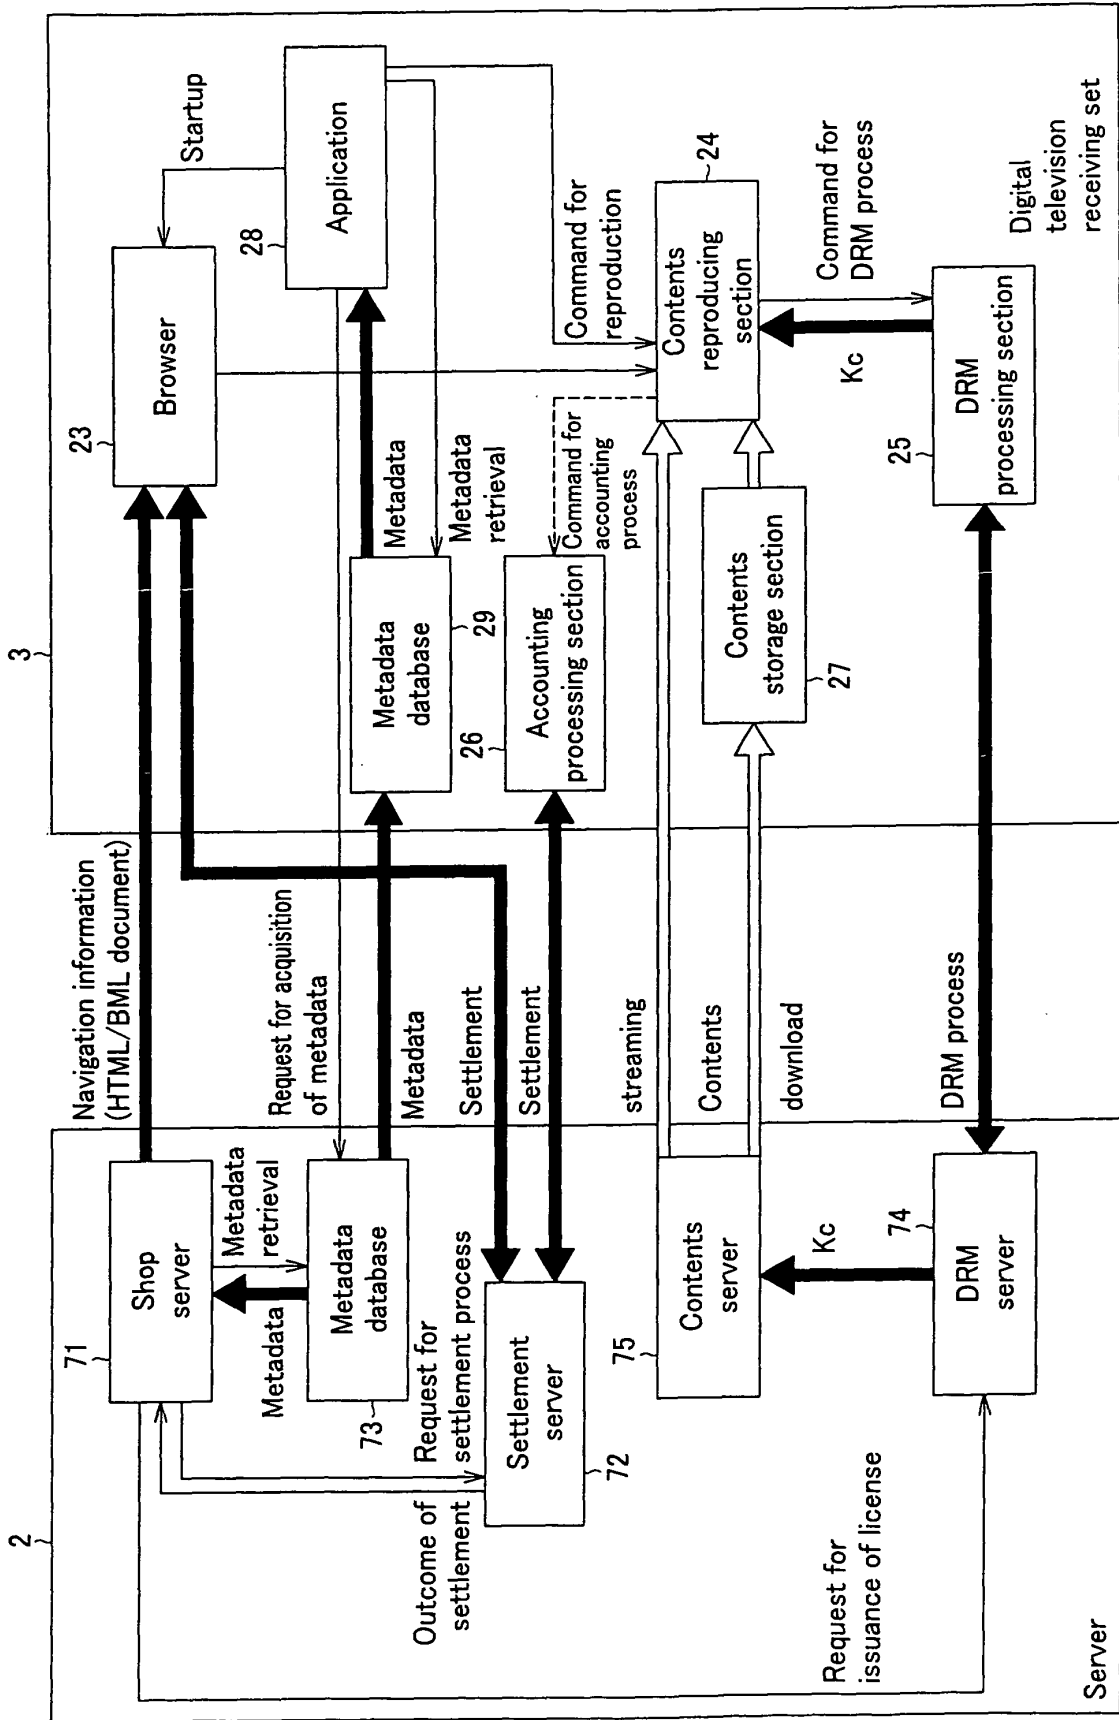 2
Server
71
Shop
server
Metadata
retrieval
Metadata
Metadata
database
73
Request for
settlement process
Outcome of
settlement
Settlement
server
72
75
Contents
server
Kc
74
DRM
server
Request for
issuance of license
Navigation information
(HTML/BML document)
Request for acquisition
of metadata
Metadata
Settlement
Settlement
streaming
Contents
download
DRM process
3
23
Browser
Startup
28
Application
Metadata
Metadata
retrieval
Metadata
database
29
26
Accounting
processing section
Command for
accounting
process
Command for
reproduction
24
Contents
reproducing
section
Contents
storage section
27
Kc
Command for
DRM process
25
DRM
processing section
Digital
television
receiving set